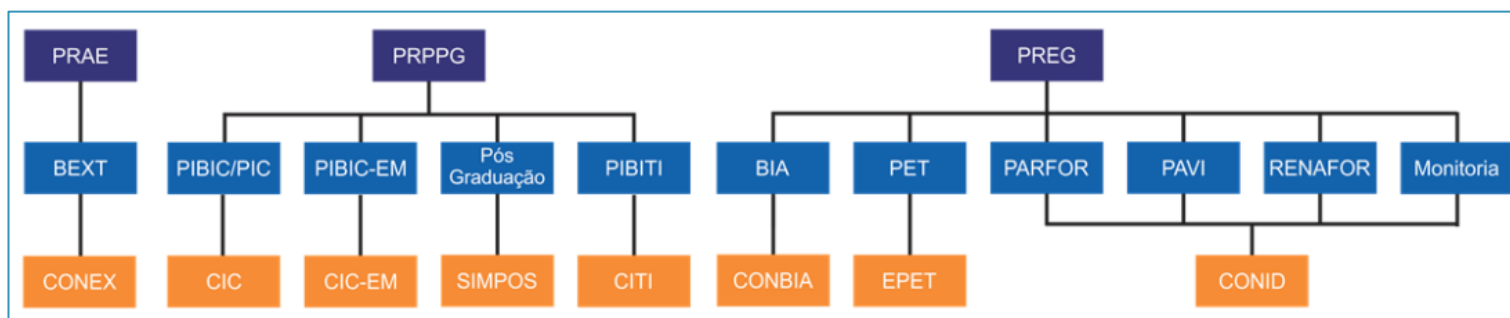 PRAE
PRPPG
PREG
BEXT
PIBIC/PIC
PIBIC-EM
Pós
Graduação
PIBITI
BIA
PET
PARFOR
PAVI
RENAFOR
Monitoria
CONEX
CIC
CIC-EM
SIMPOS
CITI
CONBIA
EPET
CONID